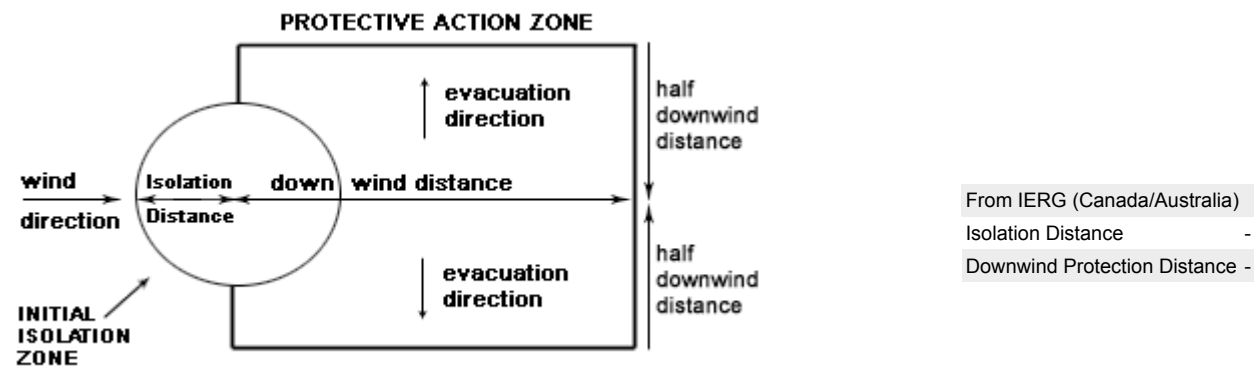 PROTECTIVE ACTION ZONE
evacuation
direction
half
downwind
distance
wind
direction
Isolation
Distance
down wind distance
evacuation
direction
half
downwind
distance
INITIAL
ISOLATION
ZONE
From IERG (Canada/Australia)
Isolation Distance -
Downwind Protection Distance -